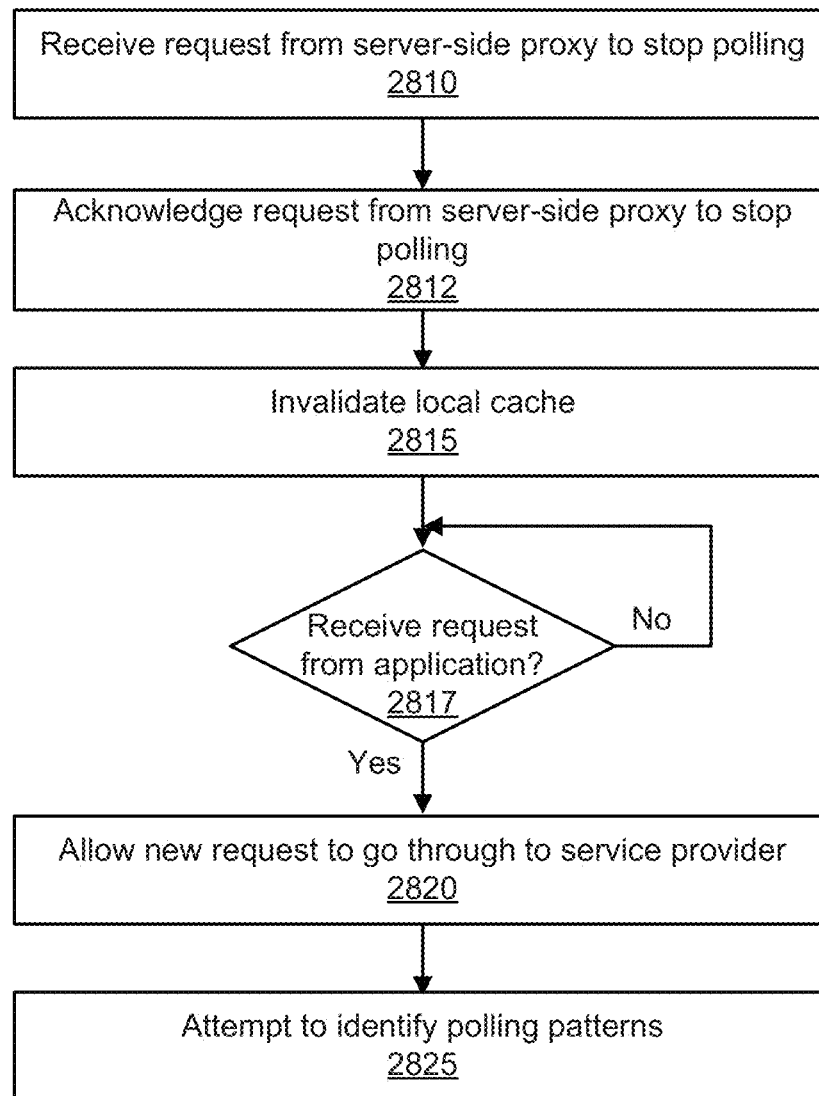 Receive request from server-side proxy to stop polling
2810
Acknowledge request from server-side proxy to stop
polling
2812
Invalidate local cache
2815
Receive request
from application?
2817
No
Yes
Allow new request to go through to service provider
2820
Attempt to identify polling patterns
2825